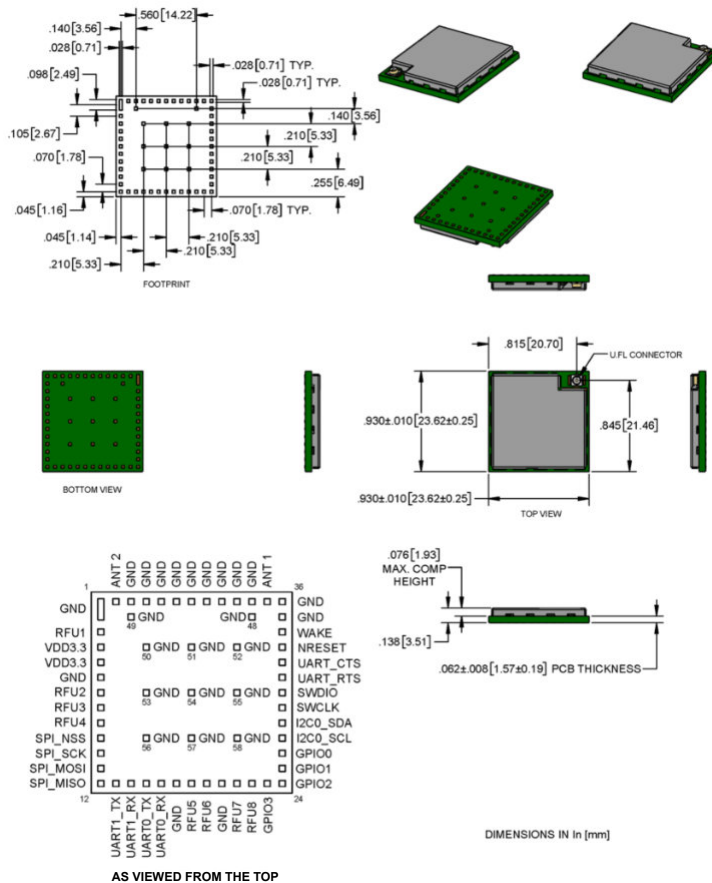 .560[14.22]
.140[3.56]
.028[0.71]
.028[0.71] TYP.
.098[2.49]
.028[0.71] TYP.
.140[3.56]
.105[2.67]
.210[5.33]
.070[1.78]
.210[5.33]
.255[6.49]
.045[1.16]
.070[1.78] TYP.
.045[1.14]
.210[5.33]
.210[5.33]
.210[5.33]
FOOTPRINT
.815[20.70]
U.FL CONNECTOR
.930±.010[23.62±0.25]
.845[21.46]
BOTTOM VIEW
.930±.010[23.62±0.25]
TOP VIEW
ANT 2
GND
GND
GND
GND
GND
GND
GND
GND
GND
ANT 1
1
36
GND
GND
GND
49
GND
GND
48
RFU1
WAKE
VDD3.3
GND
GND
GND
NRESET
50
51
52
VDD3.3
UART_CTS
GND
UART_RTS
RFU2
GND
GND
GND
SWDIO
53
54
55
RFU3
SWCLK
RFU4
I2C0_SDA
SPI_NSS
GND
GND
GND
I2C0_SCL
56
57
58
SPI_SCK
GPIO0
SPI_MOSI
GPIO1
SPI_MISO
GPIO2
12
24
UART1_TX
UART1_RX
UART0_TX
UART0_RX
GND
RFU5
RFU6
GND
RFU7
RFU8
GPIO3
AS VIEWED FROM THE TOP
.076[1.93]
MAX. COMP
HEIGHT
.138[3.51]
.062±.008[1.57±0.19] PCB THICKNESS
DIMENSIONS IN In [mm]